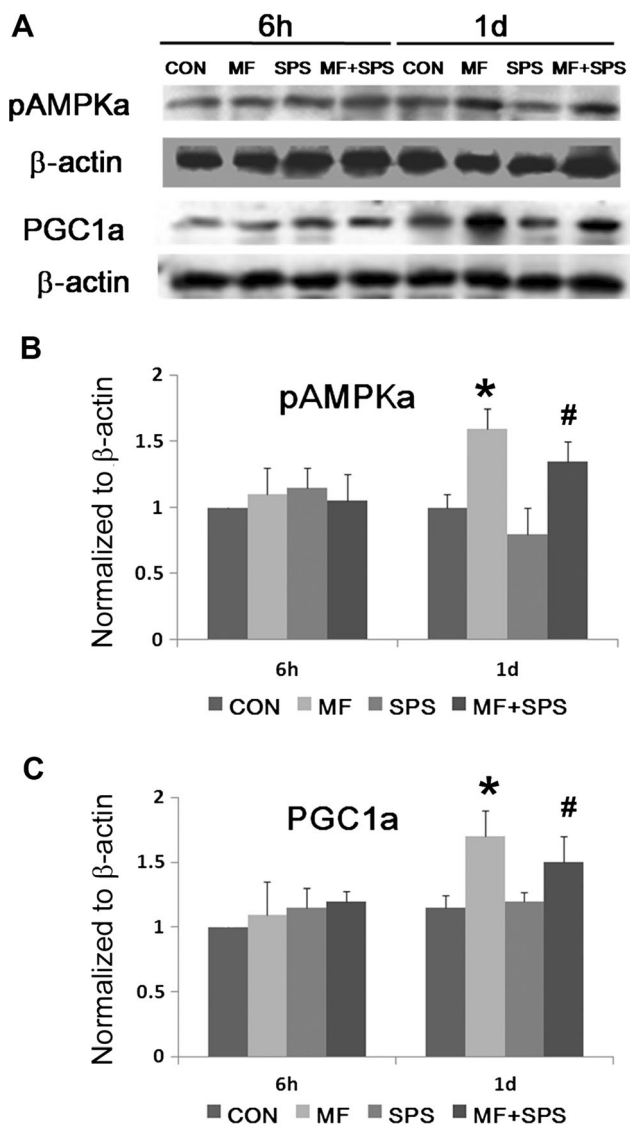 A
6h 1d
CON MF SPS MF+SPS CON MF SPS MF+SPS
pAMPKa
β-actin
PGC1a
β-actin
B
Normalized to β-actin
pAMPKa
2
1.5
1
0.5
0
*
#
6h 1d
CON MF SPS MF+SPS
C
Normalized to β-actin
PGC1a
2
1.5
1
0.5
0
*
#
6h 1d
CON MF SPS MF+SPS